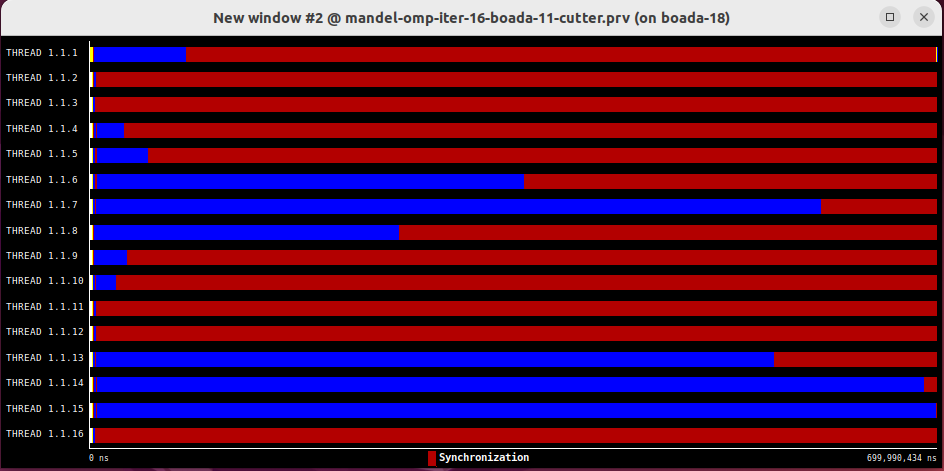 New window #2 @ mandel-omp-iter-16-boada-11-cutter.prv (on boada-18)
THREAD 1.1.1
THREAD 1.1.2
THREAD 1.1.3
THREAD 1.1.4
THREAD 1.1.5
THREAD 1.1.6
THREAD 1.1.7
THREAD 1.1.8
THREAD 1.1.9
THREAD 1.1.10
THREAD 1.1.11
THREAD 1.1.12
THREAD 1.1.13
THREAD 1.1.14
THREAD 1.1.15
THREAD 1.1.16
0 ns Synchronization 699,990,434 ns